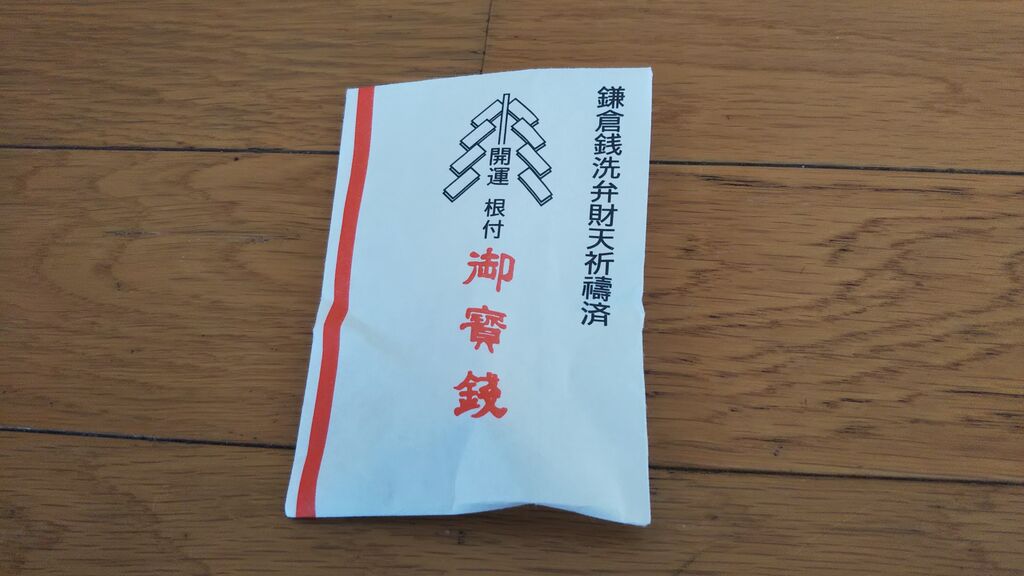 鎌倉銭洗弁財天祈禱済
開運
根付
御寳銭